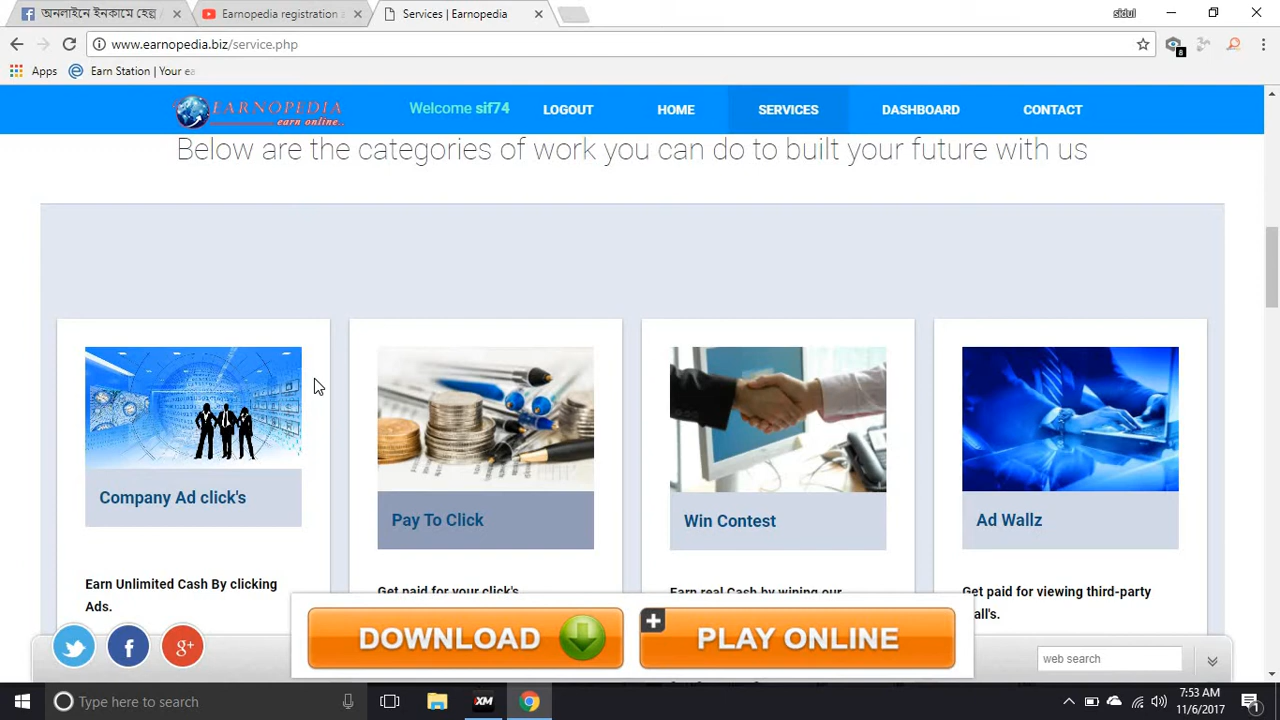 অনলাইনে ইনকামে হেল্প
Earnopedia registration
Services | Earnopedia
sidul
www.earnopedia.biz/service.php
8
Apps
Earn Station | Your ea
EARNOPEDIA
earn online..
Welcome sif74
LOGOUT
HOME
SERVICES
DASHBOARD
CONTACT
Below are the categories of work you can do to built your future with us
Company Ad click's
Pay To Click
Win Contest
Ad Wallz
Earn Unlimited Cash By clicking
Ads.
Get paid for your click's
Earn real Cash by wining our
Get paid for viewing third-party
all's.
DOWNLOAD
PLAY ONLINE
web search
Type here to search
XM
7:53 AM
11/6/2017
1